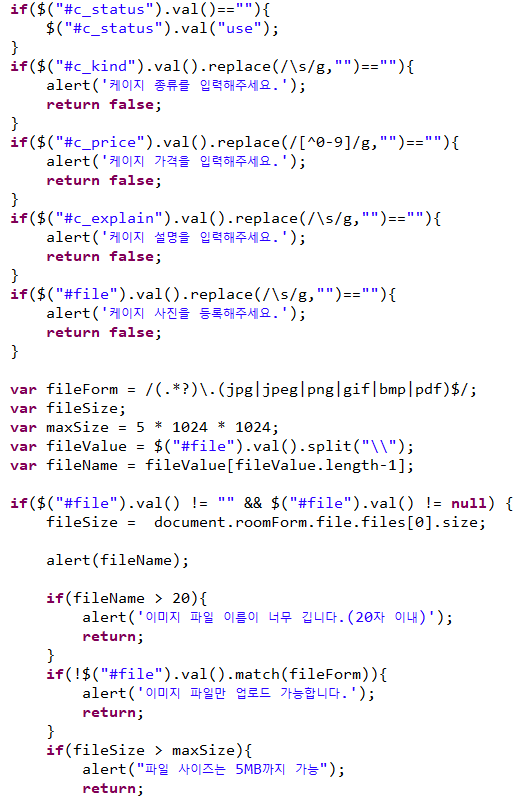 if($("#c_status").val()==""){
    $("#c_status").val("use");
}
if($("#c_kind").val().replace(/\s/g,"")==""){
    alert('케이지 종류를 입력해주세요.');
    return false;
}
if($("#c_price").val().replace(/[^0-9]/g,"")==""){
    alert('케이지 가격을 입력해주세요.');
    return false;
}
if($("#c_explain").val().replace(/\s/g,"")==""){
    alert('케이지 설명을 입력해주세요.');
    return false;
}
if($("#file").val().replace(/\s/g,"")==""){
    alert('케이지 사진을 등록해주세요.');
    return false;
}

var fileForm = /(.*?)\.(jpg|jpeg|png|gif|bmp|pdf)$/;
var fileSize;
var maxSize = 5 * 1024 * 1024;
var fileValue = $("#file").val().split("\\");
var fileName = fileValue[fileValue.length-1];

if($("#file").val() != "" && $("#file").val() != null) {
    fileSize =  document.roomForm.file.files[0].size;

    alert(fileName);

    if(fileName > 20){
        alert('이미지 파일 이름이 너무 깁니다.(20자 이내)');
        return;
    }
    if(!$("#file").val().match(fileForm)){
        alert('이미지 파일만 업로드 가능합니다.');
        return;
    }
    if(fileSize > maxSize){
        alert("파일 사이즈는 5MB까지 가능");
        return;